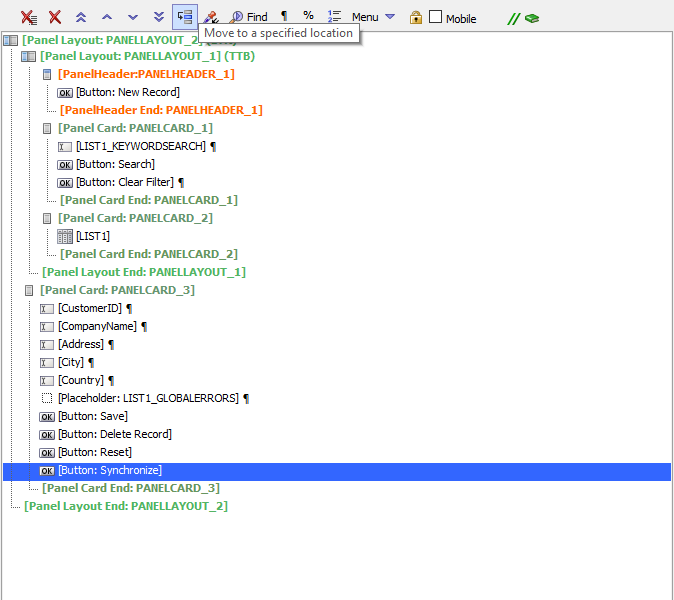 Find ¶ % Menu Mobile
Move to a specified location
[Panel Layout: PANELLAYOUT_2]
[Panel Layout: PANELLAYOUT_1] (TTB)
[PanelHeader:PANELHEADER_1]
OK [Button: New Record]
[PanelHeader End: PANELHEADER_1]
[Panel Card: PANELCARD_1]
[LIST1_KEYWORDSEARCH] ¶
OK [Button: Search]
OK [Button: Clear Filter] ¶
[Panel Card End: PANELCARD_1]
[Panel Card: PANELCARD_2]
[LIST1]
[Panel Card End: PANELCARD_2]
[Panel Layout End: PANELLAYOUT_1]
[Panel Card: PANELCARD_3]
[CustomerID] ¶
[CompanyName] ¶
[Address] ¶
[City] ¶
[Country] ¶
[Placeholder: LIST1_GLOBALERRORS] ¶
OK [Button: Save]
OK [Button: Delete Record]
OK [Button: Reset]
OK [Button: Synchronize]
[Panel Card End: PANELCARD_3]
[Panel Layout End: PANELLAYOUT_2]